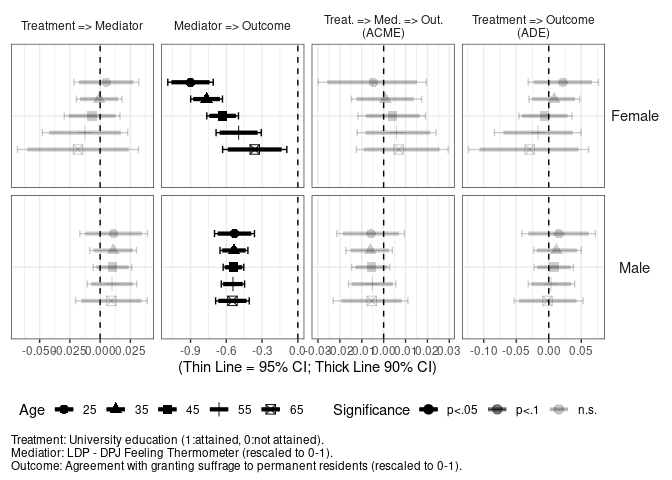 Treatment => Mediator
Mediator => Outcome
Treat. => Med. => Out.
(ACME)
Treatment => Outcome
(ADE)
Female
Male
-0.050 -0.025 0.000 0.025
-0.9 -0.6 -0.3 0.0
-0.03 -0.02 -0.01 0.00 0.01 0.02 0.03
-0.10 -0.05 0.00 0.05
(Thin Line = 95% CI; Thick Line 90% CI)
Age 25 35 45 55 65 Significance p<.05 p<.1 n.s.
Treatment: University education (1:attained, 0:not attained).
Mediatior: LDP - DPJ Feeling Thermometer (rescaled to 0-1).
Outcome: Agreement with granting suffrage to permanent residents (rescaled to 0-1).